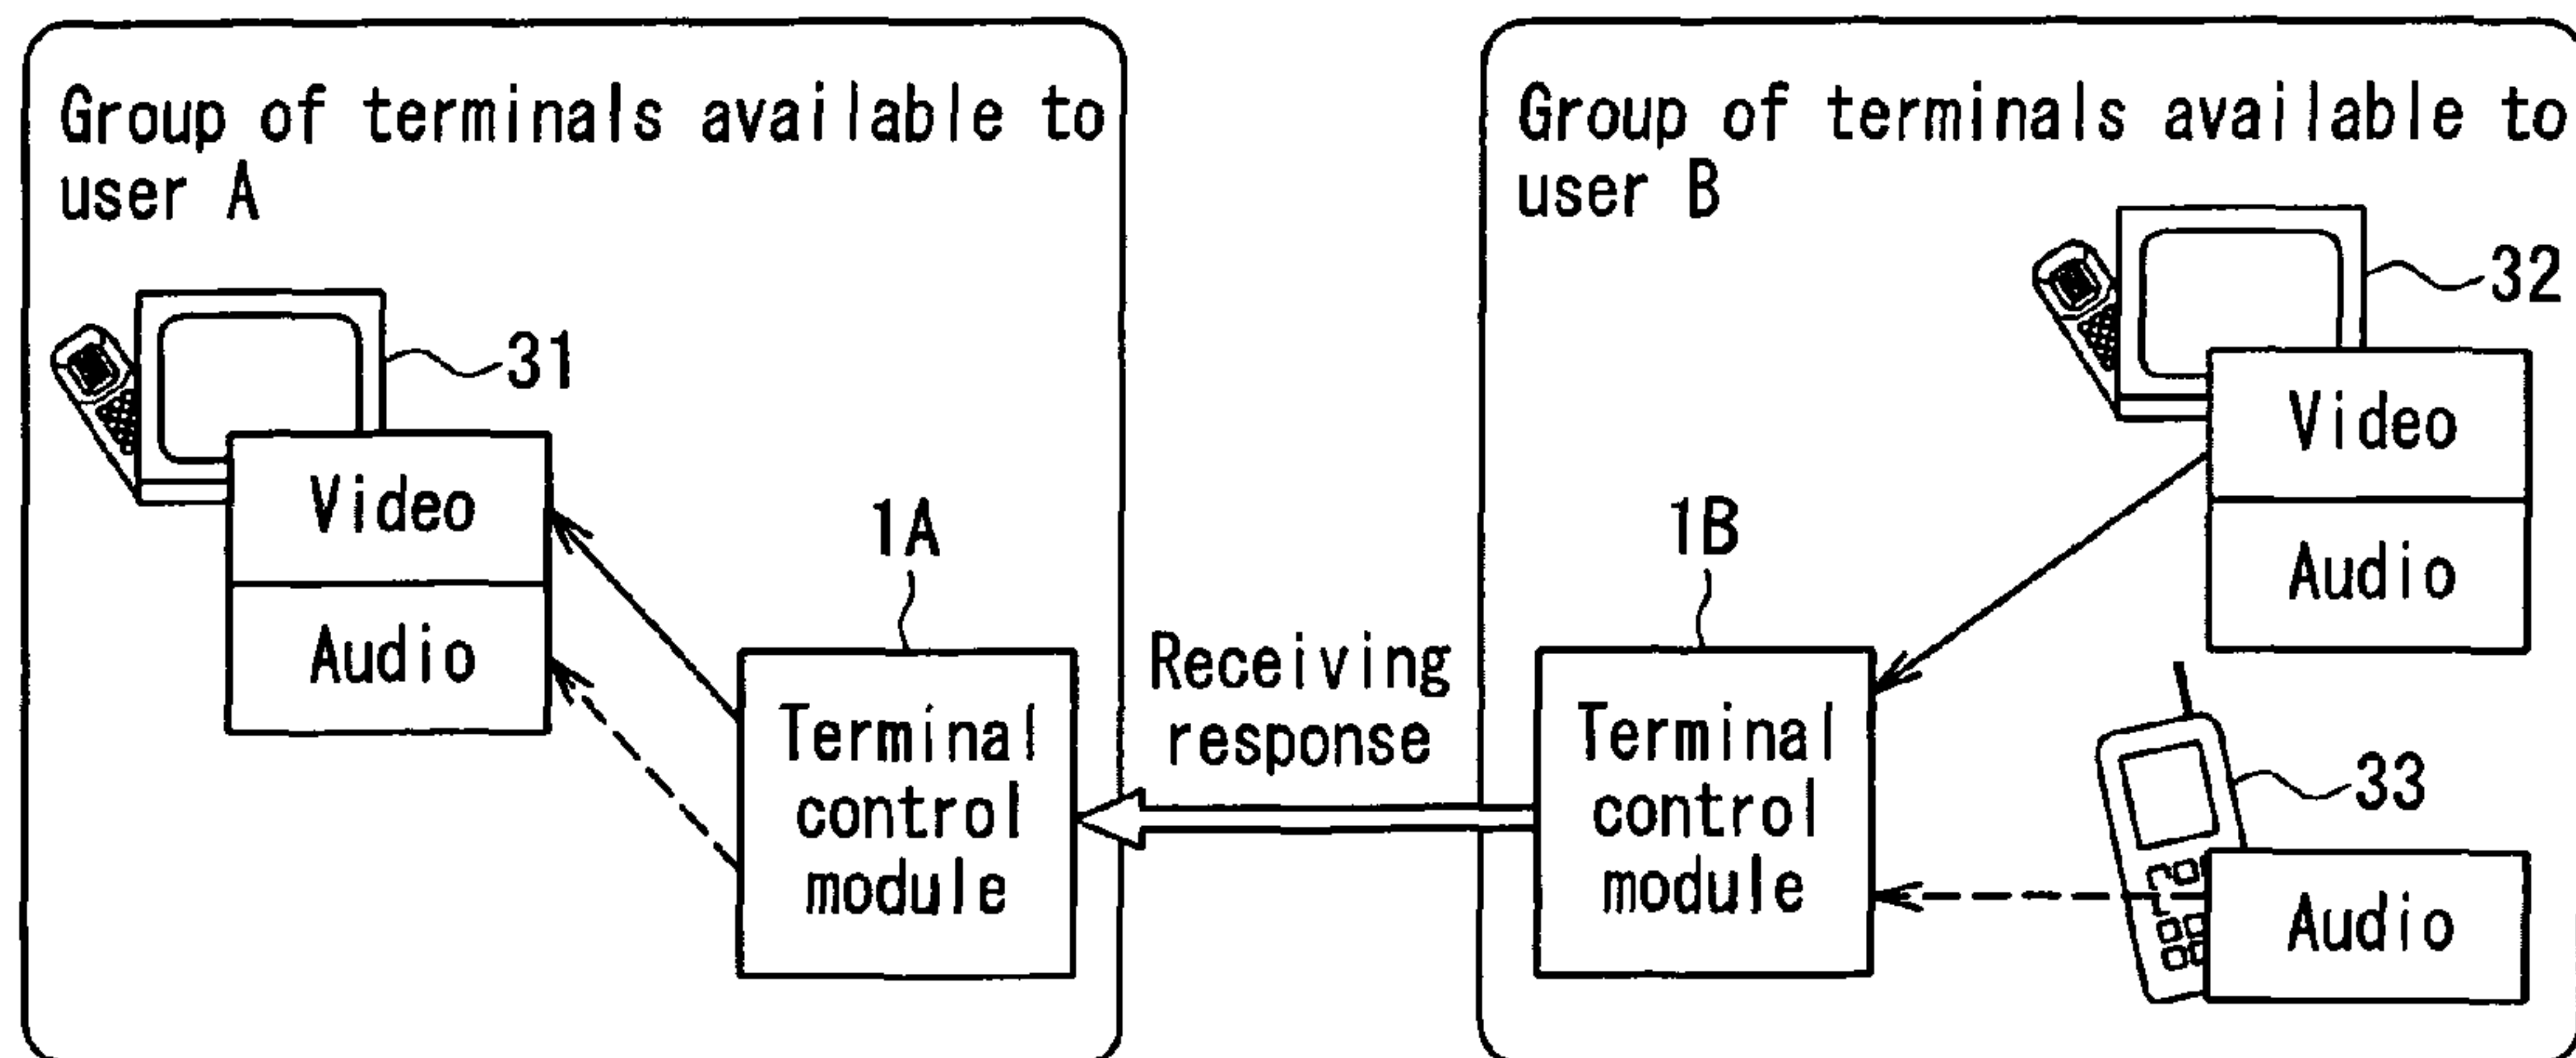 Group of terminals available to
user A
31
Video
Audio
1A
Terminal
control
module
Receiving
response
Group of terminals available to
user B
32
Video
Audio
1B
Terminal
control
module
33
Audio